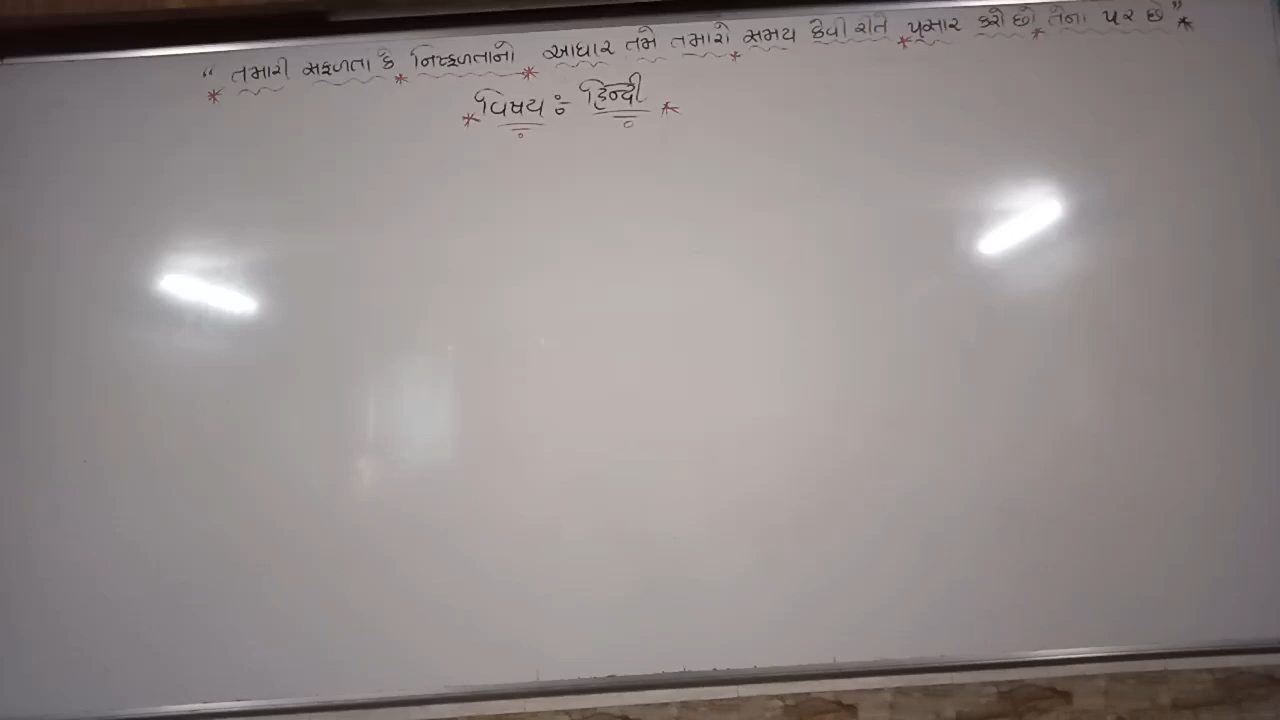 “ તમારી સફળતા કે નિષ્ફળતાનો આધાર તમે તમારો સમય કેવી રીતે પસાર કરો છો તેના પર છે ”
વિષય :- हिन्दी